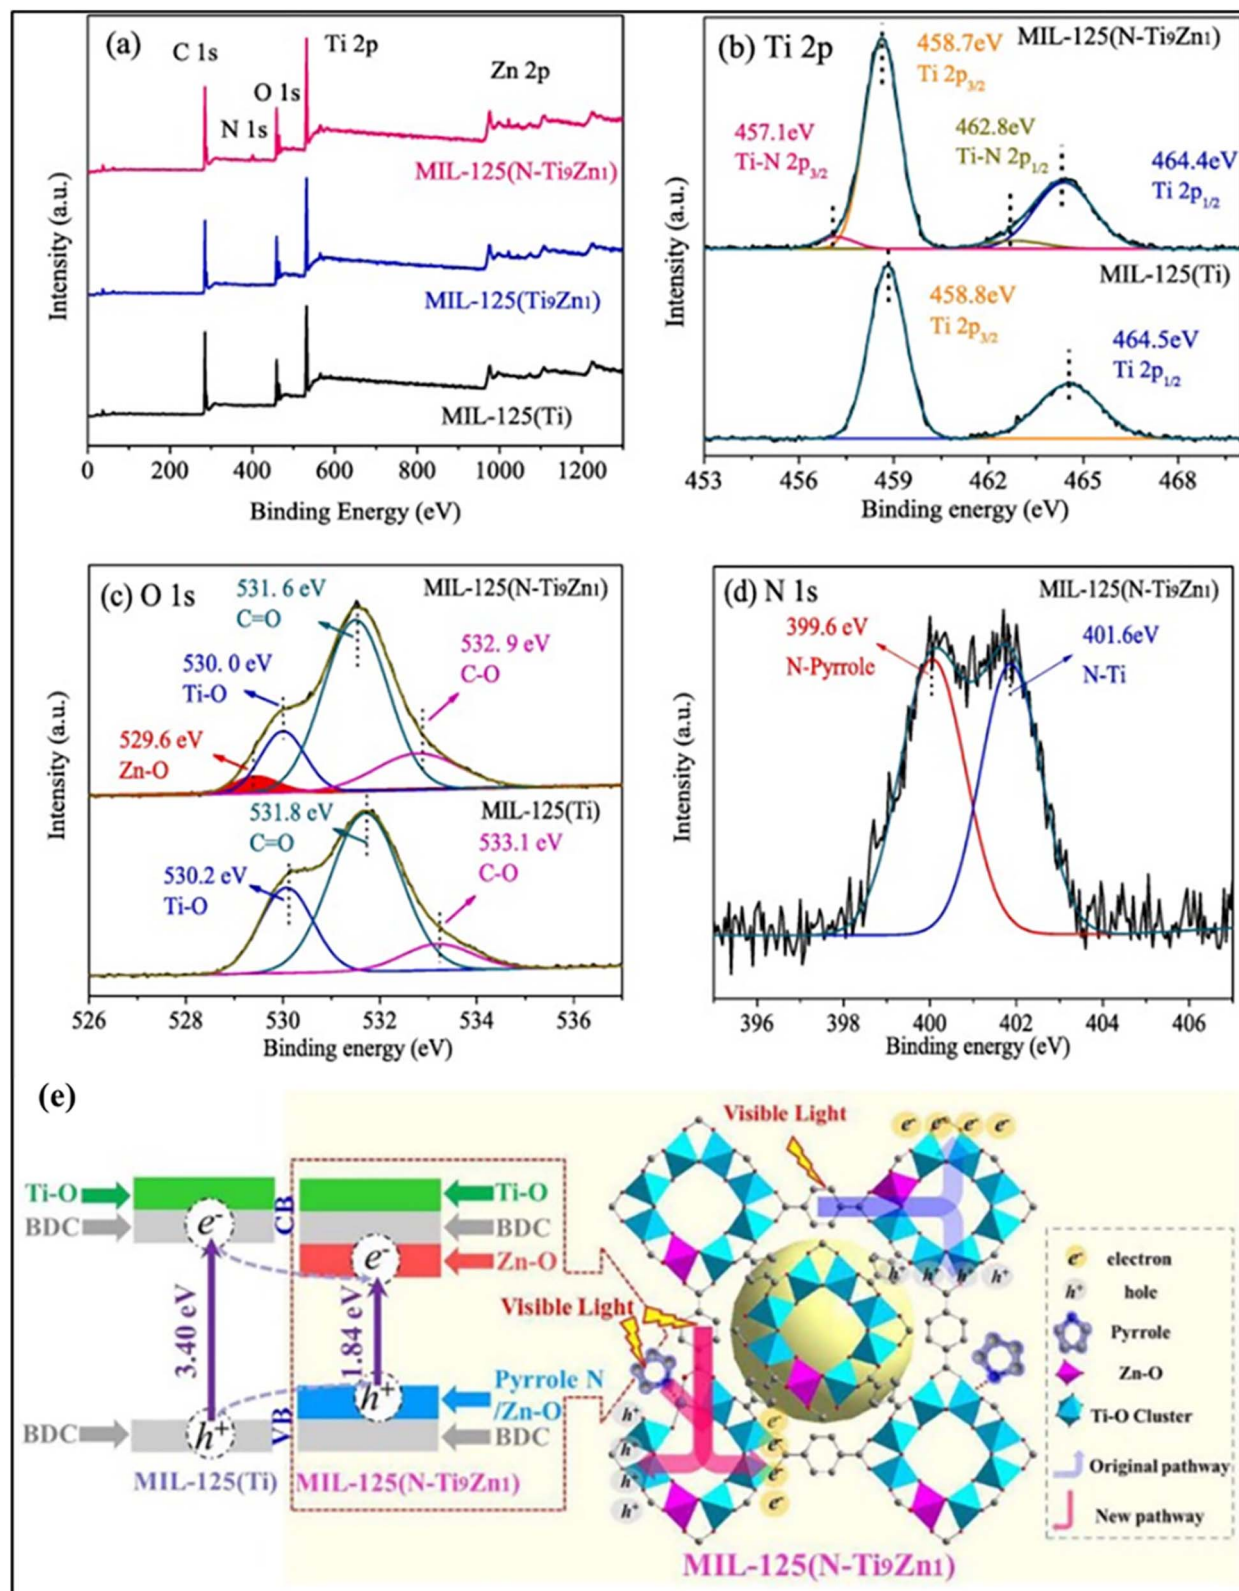 (a)
C 1s
N 1s
O 1s
Ti 2p
Zn 2p
MIL-125(N-Ti9Zn1)
MIL-125(Ti9Zn1)
MIL-125(Ti)
Intensity (a.u.)
0 200 400 600 800 1000 1200
Binding Energy (eV)
(b) Ti 2p
MIL-125(N-Ti9Zn1)
458.7eV
Ti 2p3/2
457.1eV
Ti-N 2p3/2
462.8eV
Ti-N 2p1/2
464.4eV
Ti 2p1/2
MIL-125(Ti)
458.8eV
Ti 2p3/2
464.5eV
Ti 2p1/2
Intensity (a.u.)
453 456 459 462 465 468
Binding energy (eV)
(c) O 1s
MIL-125(N-Ti9Zn1)
531.6 eV
C=O
532.9 eV
C-O
530.0 eV
Ti-O
529.6 eV
Zn-O
MIL-125(Ti)
531.8 eV
C=O
533.1 eV
C-O
530.2 eV
Ti-O
Intensity (a.u.)
526 528 530 532 534 536
Binding energy (eV)
(d) N 1s
MIL-125(N-Ti9Zn1)
399.6 eV
N-Pyrrole
401.6eV
N-Ti
Intensity (a.u.)
396 398 400 402 404 406
Binding energy (eV)
(e)
Ti-O
BDC
e-
CB
3.40 eV
BDC
h+
VB
MIL-125(Ti)
Ti-O
BDC
Zn-O
e-
1.84 eV
h+
Pyrrole N
/Zn-O
BDC
MIL-125(N-Ti9Zn1)
Visible Light
e- e- e- e-
h+ h+ h+ h+
Visible Light
h+
h+
h+
h+
e-
e-
e-
e-
MIL-125(N-Ti9Zn1)
e- electron
h+ hole
Pyrrole
Zn-O
Ti-O Cluster
Original pathway
New pathway